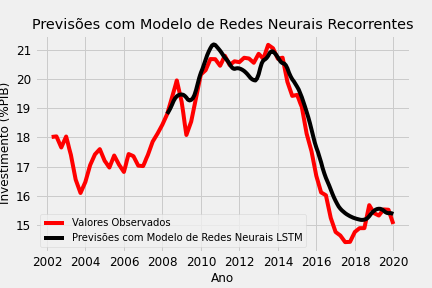 Previsões com Modelo de Redes Neurais Recorrentes
21
20
19
18
17
16
15
Investimento (%PIB)
Valores Observados
Previsões com Modelo de Redes Neurais LSTM
2002 2004 2006 2008 2010 2012 2014 2016 2018 2020
Ano